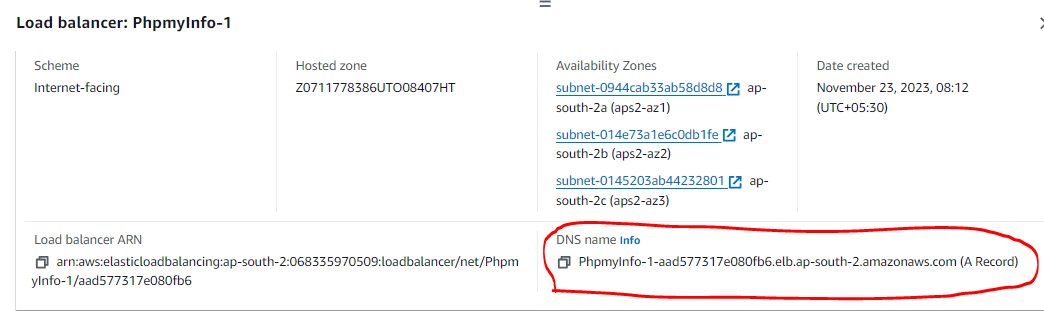 Load balancer: PhpmyInfo-1
Scheme
Internet-facing
Hosted zone
Z0711778386UTO08407HT
Availability Zones
subnet-0944cab33ab58d8d8 ap-
south-2a (aps2-az1)
subnet-014e73a1e6c0db1fe ap-
south-2b (aps2-az2)
subnet-0145203ab44232801 ap-
south-2c (aps2-az3)
Date created
November 23, 2023, 08:12
(UTC+05:30)
Load balancer ARN
arn:aws:elasticloadbalancing:ap-south-2:068335970509:loadbalancer/net/Phpm
yInfo-1/aad577317e080fb6
DNS name Info
PhpmyInfo-1-aad577317e080fb6.elb.ap-south-2.amazonaws.com (A Record)